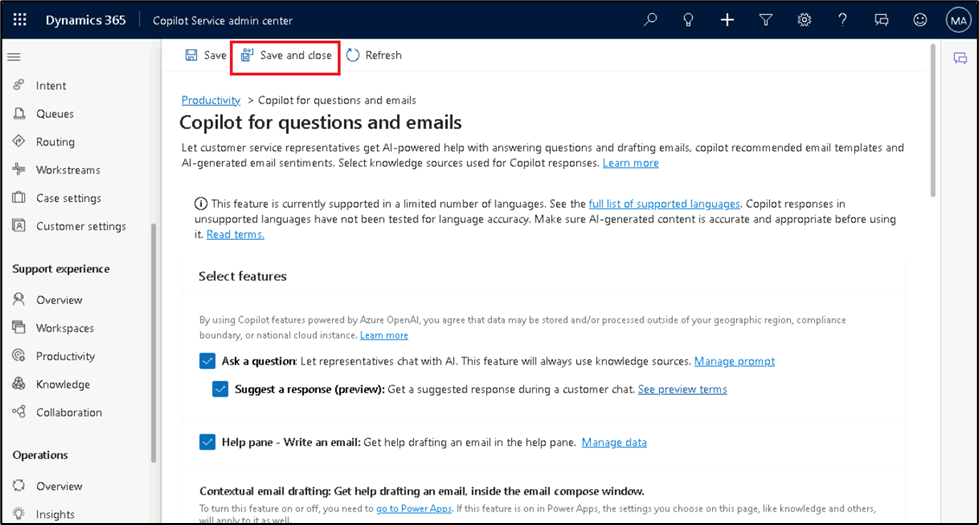 Dynamics 365
Copilot Service admin center
MA
Save
Save and close
Refresh
Intent
Queues
Routing
Workstreams
Case settings
Customer settings
Support experience
Overview
Workspaces
Productivity
Knowledge
Collaboration
Operations
Overview
Insights
Productivity > Copilot for questions and emails
Copilot for questions and emails
Let customer service representatives get AI-powered help with answering questions and drafting emails, copilot recommended email templates and
AI-generated email sentiments. Select knowledge sources used for Copilot responses. Learn more
This feature is currently supported in a limited number of languages. See the full list of supported languages. Copilot responses in
unsupported languages have not been tested for language accuracy. Make sure AI-generated content is accurate and appropriate before using
it. Read terms.
Select features
By using Copilot features powered by Azure OpenAI, you agree that data may be stored and/or processed outside of your geographic region, compliance
boundary, or national cloud instance. Learn more
Ask a question: Let representatives chat with AI. This feature will always use knowledge sources. Manage prompt
Suggest a response (preview): Get a suggested response during a customer chat. See preview terms
Help pane - Write an email: Get help drafting an email in the help pane. Manage data
Contextual email drafting: Get help drafting an email, inside the email compose window.
To turn this feature on or off, you need to go to Power Apps. If this feature is on in Power Apps, the settings you choose on this page, like knowledge and others,
will apply to it as well.